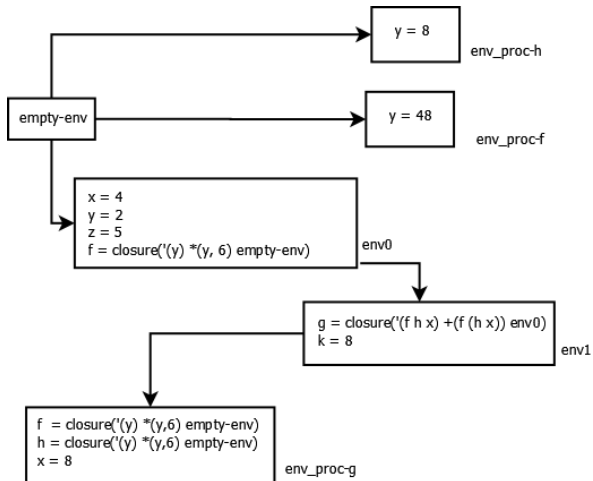 y = 8
env_proc-h
empty-env
y = 48
env_proc-f
x = 4
y = 2
z = 5
f = closure('(y) *(y, 6) empty-env)
env0
g = closure('(f h x) +(f (h x)) env0)
k = 8
env1
f = closure('(y) *(y,6) empty-env)
h = closure('(y) *(y,6) empty-env)
x = 8
env_proc-g